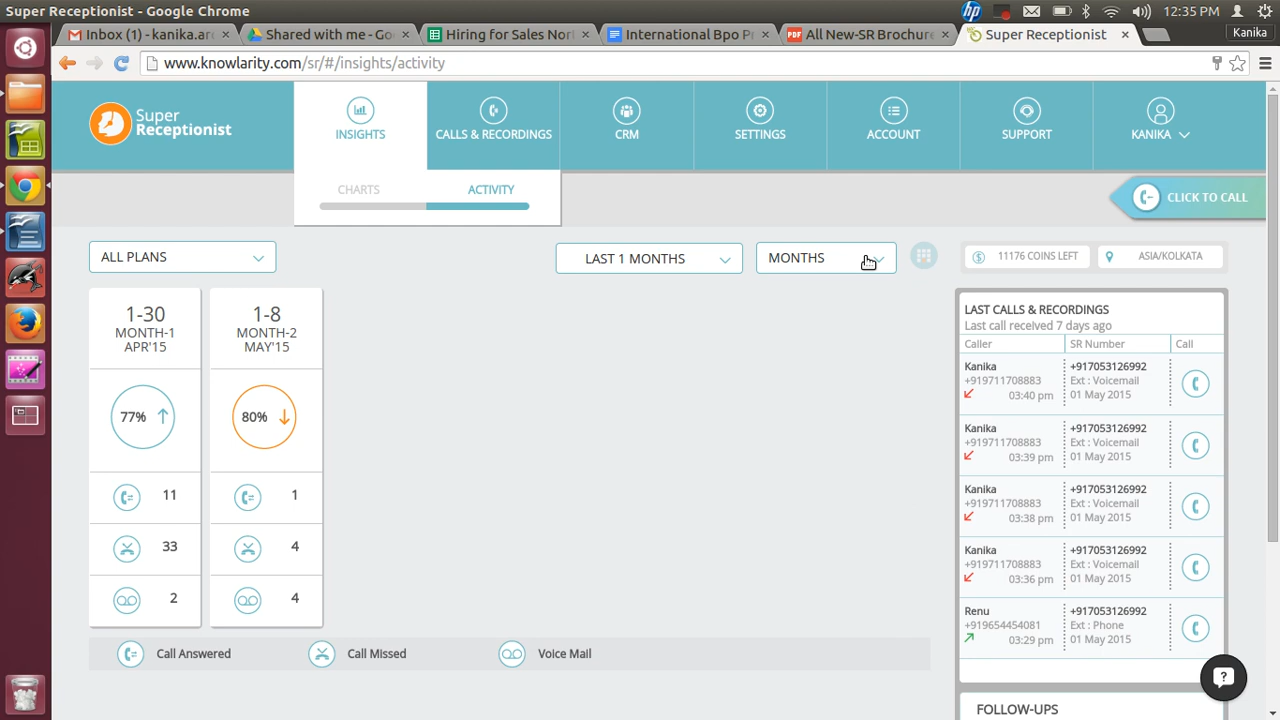 Super Receptionist - Google Chrome
12:35 PM
Inbox (1) - kanika.ar
Shared with me - Go
Hiring for Sales Nor
International Bpo Pr
All New-SR Brochure
Super Receptionist
Kanika
www.knowlarity.com/sr/#/insights/activity
Super
Receptionist
INSIGHTS
CALLS & RECORDINGS
CRM
SETTINGS
ACCOUNT
SUPPORT
KANIKA
CHARTS
ACTIVITY
CLICK TO CALL
ALL PLANS
LAST 1 MONTHS
MONTHS
11176 COINS LEFT
ASIA/KOLKATA
1-30
MONTH-1
APR'15
77%
11
33
2
1-8
MONTH-2
MAY'15
80%
1
4
4
Call Answered
Call Missed
Voice Mail
LAST CALLS & RECORDINGS
Last call received 7 days ago
Caller SR Number Call
Kanika +917053126992
+919711708883 Ext : Voicemail
03:40 pm 01 May 2015
Kanika +917053126992
+919711708883 Ext : Voicemail
03:39 pm 01 May 2015
Kanika +917053126992
+919711708883 Ext : Voicemail
03:38 pm 01 May 2015
Kanika +917053126992
+919711708883 Ext : Voicemail
03:36 pm 01 May 2015
Renu +917053126992
+919654454081 Ext : Phone
03:29 pm 01 May 2015
FOLLOW-UPS